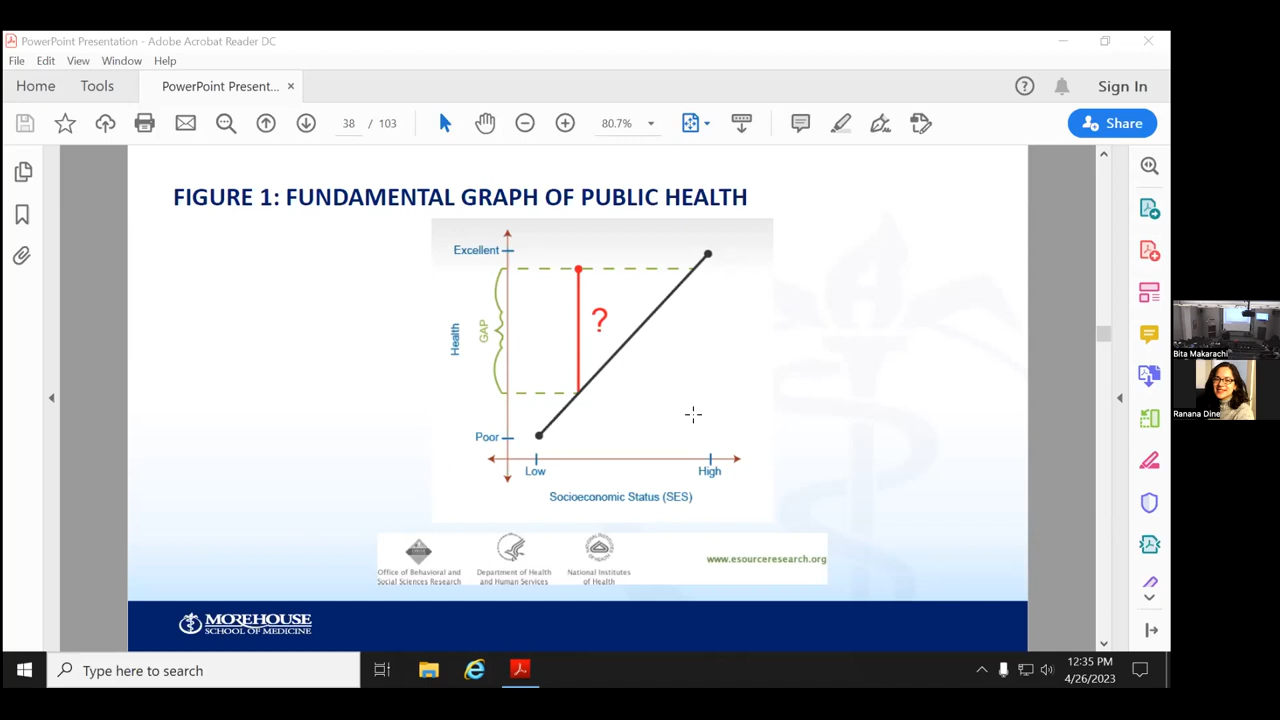 PowerPoint Presentation - Adobe Acrobat Reader DC
File Edit View Window Help
Home Tools PowerPoint Present... × Sign In
38 / 103 80.7% Share
FIGURE 1: FUNDAMENTAL GRAPH OF PUBLIC HEALTH
Excellent
?
GAP
Health
Poor
Low High
Socioeconomic Status (SES)
Office of Behavioral and
Social Sciences Research
Department of Health
and Human Services
National Institutes
of Health
www.esourceresearch.org
MOREHOUSE
SCHOOL OF MEDICINE
Bita Makarachi
Ranana Dine
Type here to search
12:35 PM
4/26/2023